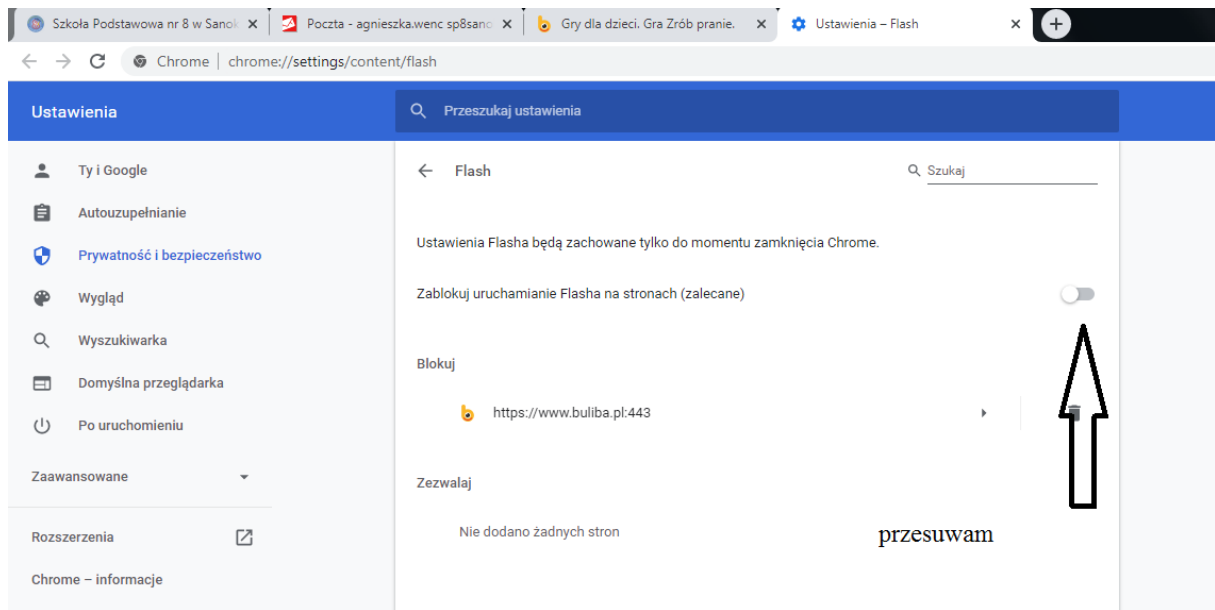 Szkoła Podstawowa nr 8 w Sanok
Poczta - agnieszka.wenc sp8sano
Gry dla dzieci. Gra Zrób pranie.
Ustawienia – Flash
Chrome | chrome://settings/content/flash
Ustawienia
Przeszukaj ustawienia
Ty i Google
Autouzupełnianie
Prywatność i bezpieczeństwo
Wygląd
Wyszukiwarka
Domyślna przeglądarka
Po uruchomieniu
Zaawansowane
Rozszerzenia
Chrome – informacje
Flash
Szukaj
Ustawienia Flasha będą zachowane tylko do momentu zamknięcia Chrome.
Zablokuj uruchamianie Flasha na stronach (zalecane)
Blokuj
https://www.buliba.pl:443
Zezwalaj
Nie dodano żadnych stron
przesuwam